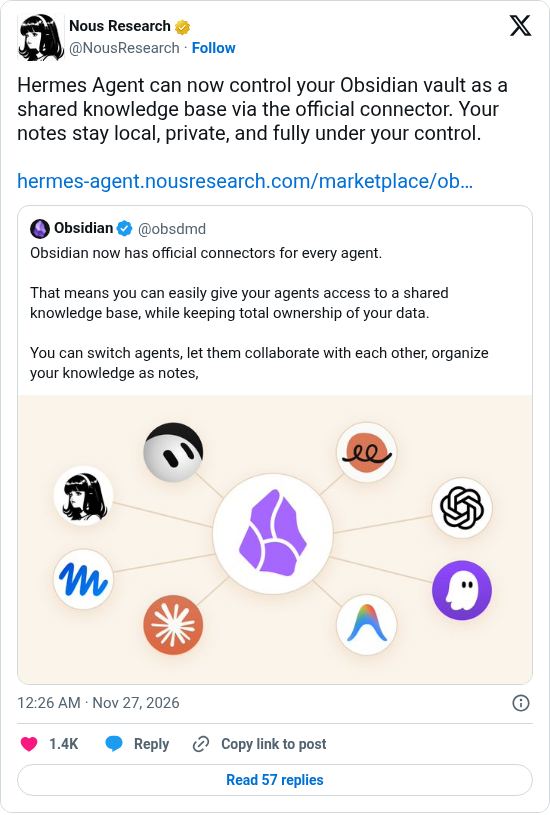 Nous Research
@NousResearch · Follow
Hermes Agent can now control your Obsidian vault as a
shared knowledge base via the official connector. Your
notes stay local, private, and fully under your control.
hermes-agent.nousresearch.com/marketplace/ob…
Obsidian @obsdmd
Obsidian now has official connectors for every agent.
That means you can easily give your agents access to a shared
knowledge base, while keeping total ownership of your data.
You can switch agents, let them collaborate with each other, organize
your knowledge as notes,
12:26 AM · Nov 27, 2026
1.4K Reply Copy link to post
Read 57 replies